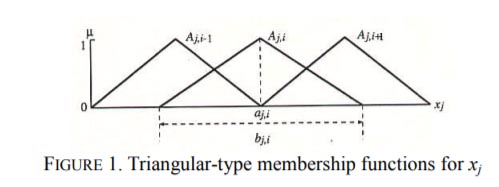 μ
1
A_{j,i-1}
A_{j,i}
A_{j,i+1}
0
a_{j,i}
x_j
b_{j,i}
FIGURE 1. Triangular-type membership functions for x_j